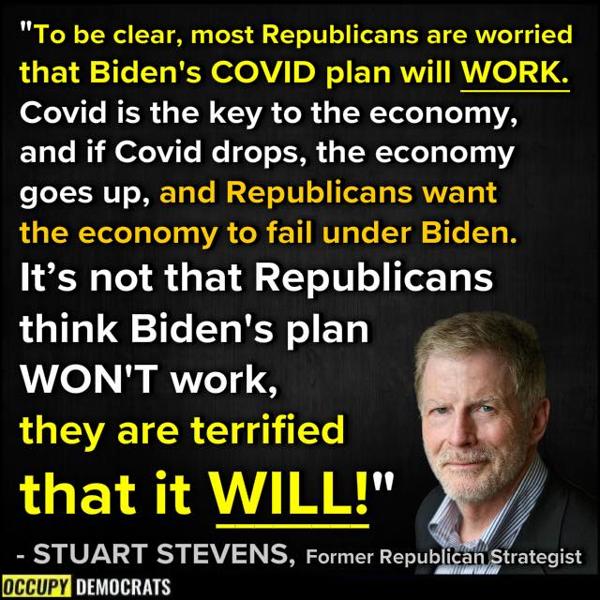 "To be clear, most Republicans are worried
that Biden's COVID plan will WORK.
Covid is the key to the economy,
and if Covid drops, the economy
goes up, and Republicans want
the economy to fail under Biden.
It’s not that Republicans
think Biden's plan
WON'T work,
they are terrified
that it WILL!"
- STUART STEVENS, Former Republican Strategist
OCCUPY DEMOCRATS